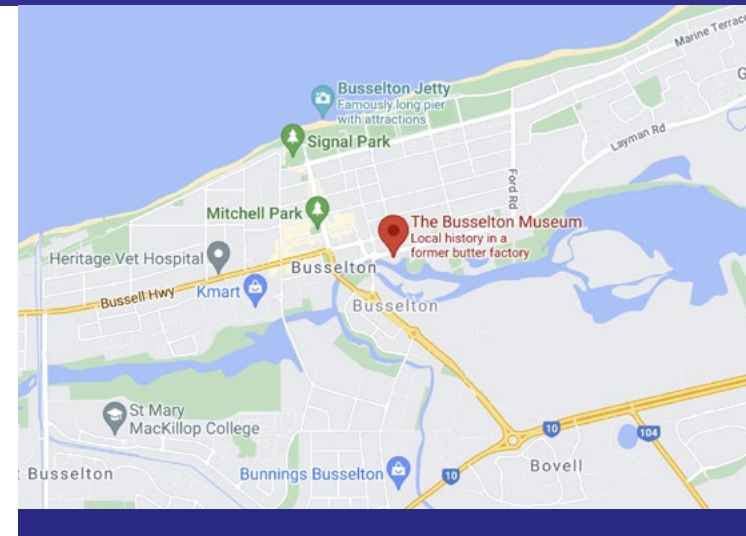 Marine Terrace
G
Busselton Jetty
Famously long pier
with attractions
Signal Park
Layman Rd
Ford Rd
Mitchell Park
The Busselton Museum
Local history in a
former butter factory
Heritage Vet Hospital
Busselton
Bussell Hwy
Kmart
Busselton
St Mary
MacKillop College
10
104
Busselton
Bunnings Busselton
10
Bovell